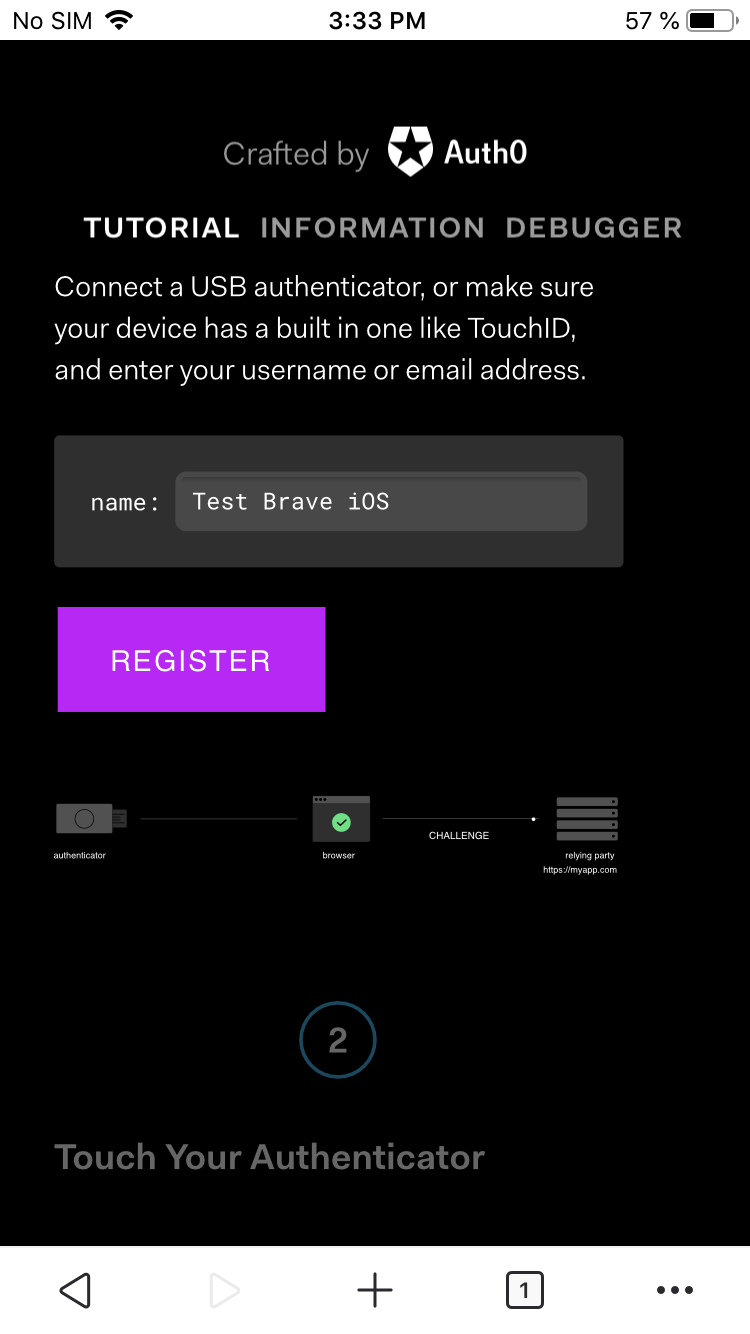 No SIM 3:33 PM 57 %
Crafted by Auth0
TUTORIAL INFORMATION DEBUGGER
Connect a USB authenticator, or make sure
your device has a built in one like TouchID,
and enter your username or email address.
name: Test Brave iOS
REGISTER
CHALLENGE
authenticator browser relying party
https://myapp.com
2
Touch Your Authenticator
1